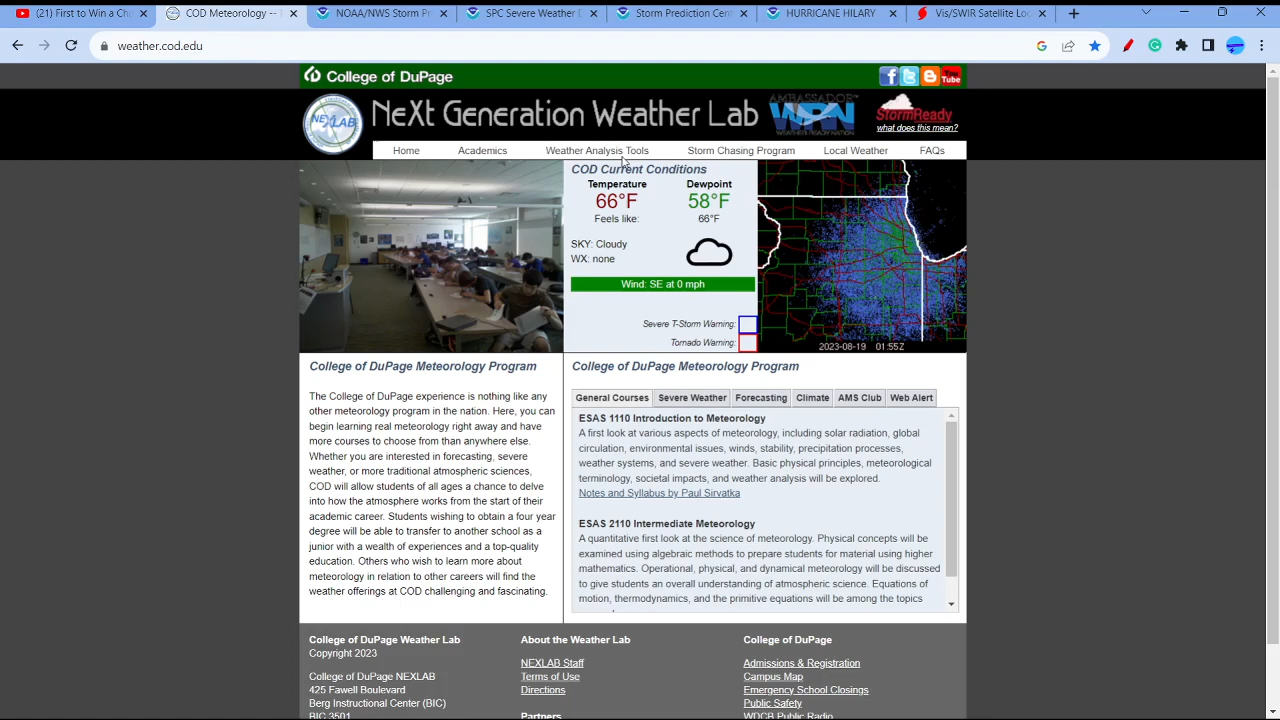 (21) First to Win a Chu
COD Meteorology --
NOAA/NWS Storm Pr
SPC Severe Weather D
Storm Prediction Cent
HURRICANE HILARY
Vis/SWIR Satellite Loo
weather.cod.edu
College of DuPage
You Tube
NEXLAB
NeXt Generation Weather Lab
AMBASSADOR
WRN
WEATHER-READY NATION
StormReady
what does this mean?
Home Academics Weather Analysis Tools Storm Chasing Program Local Weather FAQs
COD Current Conditions
Temperature Dewpoint
66°F 58°F
Feels like: 66°F
SKY: Cloudy
WX: none
Wind: SE at 0 mph
Severe T-Storm Warning:
Tornado Warning:
2023-08-19 01:55Z
College of DuPage Meteorology Program
The College of DuPage experience is nothing like any
other meteorology program in the nation. Here, you can
begin learning real meteorology right away and have
more courses to choose from than anywhere else.
Whether you are interested in forecasting, severe
weather, or more traditional atmospheric sciences,
COD will allow students of all ages a chance to delve
into how the atmosphere works from the start of their
academic career. Students wishing to obtain a four year
degree will be able to transfer to another school as a
junior with a wealth of experiences and a top-quality
education. Others who wish to learn more about
meteorology in relation to other careers will find the
weather offerings at COD challenging and fascinating.
College of DuPage Meteorology Program
General Courses Severe Weather Forecasting Climate AMS Club Web Alert
ESAS 1110 Introduction to Meteorology
A first look at various aspects of meteorology, including solar radiation, global
circulation, environmental issues, winds, stability, precipitation processes,
weather systems, and severe weather. Basic physical principles, meteorological
terminology, societal impacts, and weather analysis will be explored.
Notes and Syllabus by Paul Sirvatka
ESAS 2110 Intermediate Meteorology
A quantitative first look at the science of meteorology. Physical concepts will be
examined using algebraic methods to prepare students for material using higher
mathematics. Operational, physical, and dynamical meteorology will be discussed
to give students an overall understanding of atmospheric science. Equations of
motion, thermodynamics, and the primitive equations will be among the topics
College of DuPage Weather Lab
Copyright 2023
College of DuPage NEXLAB
425 Fawell Boulevard
Berg Instructional Center (BIC)
BIC 3501
About the Weather Lab
NEXLAB Staff
Terms of Use
Directions
Partners
College of DuPage
Admissions & Registration
Campus Map
Emergency School Closings
Public Safety
WDCB Public Radio